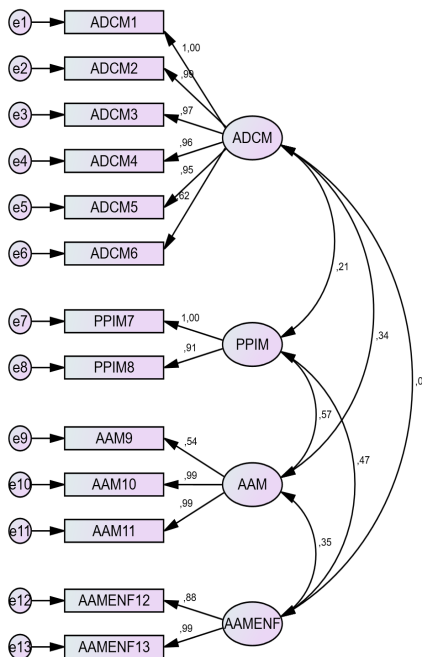 e1
ADCM1
1,00
e2
ADCM2
,99
e3
ADCM3
,97
ADCM
e4
ADCM4
,96
e5
ADCM5
,95
e6
ADCM6
,62
,21
e7
PPIM7
1,00
PPIM
,34
e8
PPIM8
,91
,0
,57
e9
AAM9
,54
,47
e10
AAM10
,99
AAM
e11
AAM11
,99
,35
e12
AAMENF12
,88
AAMENF
e13
AAMENF13
,99